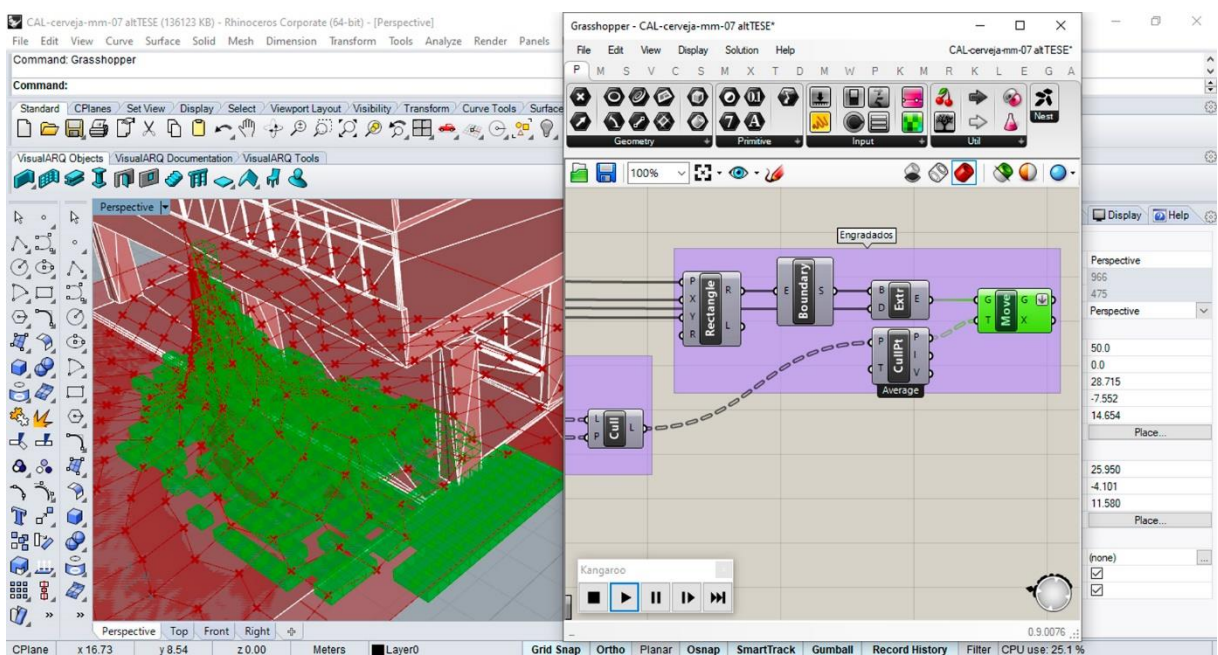 CAL-cerveja-mm-07 altTESE (136123 KB) - Rhinoceros Corporate (64-bit) - [Perspective]
File Edit View Curve Surface Solid Mesh Dimension Transform Tools Analyze Render Panels
Command: Grasshopper
Command:
Standard CPlanes Set View Display Select Viewport Layout Visibility Transform Curve Tools Surface
VisualARQ Objects VisualARQ Documentation VisualARQ Tools
Perspective
Grasshopper - CAL-cerveja-mm-07 altTESE*
File Edit View Display Solution Help CAL-cerveja-mm-07 altTESE*
P M S V C S M X T D M W P K M R K L E G A
Geometry Primitive Input Util Nest
100%
Engradados
P X Y R Rectangle R L
E Boundary S
B D Extr E
G T Move G X
P T CullPt P I V
Average
L P Cull L
Kangaroo
0.9.0076
Display Help
Perspective
966
475
Perspective
50.0
0.0
28.715
-7.552
14.654
Place...
25.950
-4.101
11.580
Place...
(none) ...
Perspective Top Front Right
CPlane x 16.73 y 8.54 z 0.00 Meters Layer0 Grid Snap Ortho Planar Osnap SmartTrack Gumball Record History Filter CPU use: 25.1 %